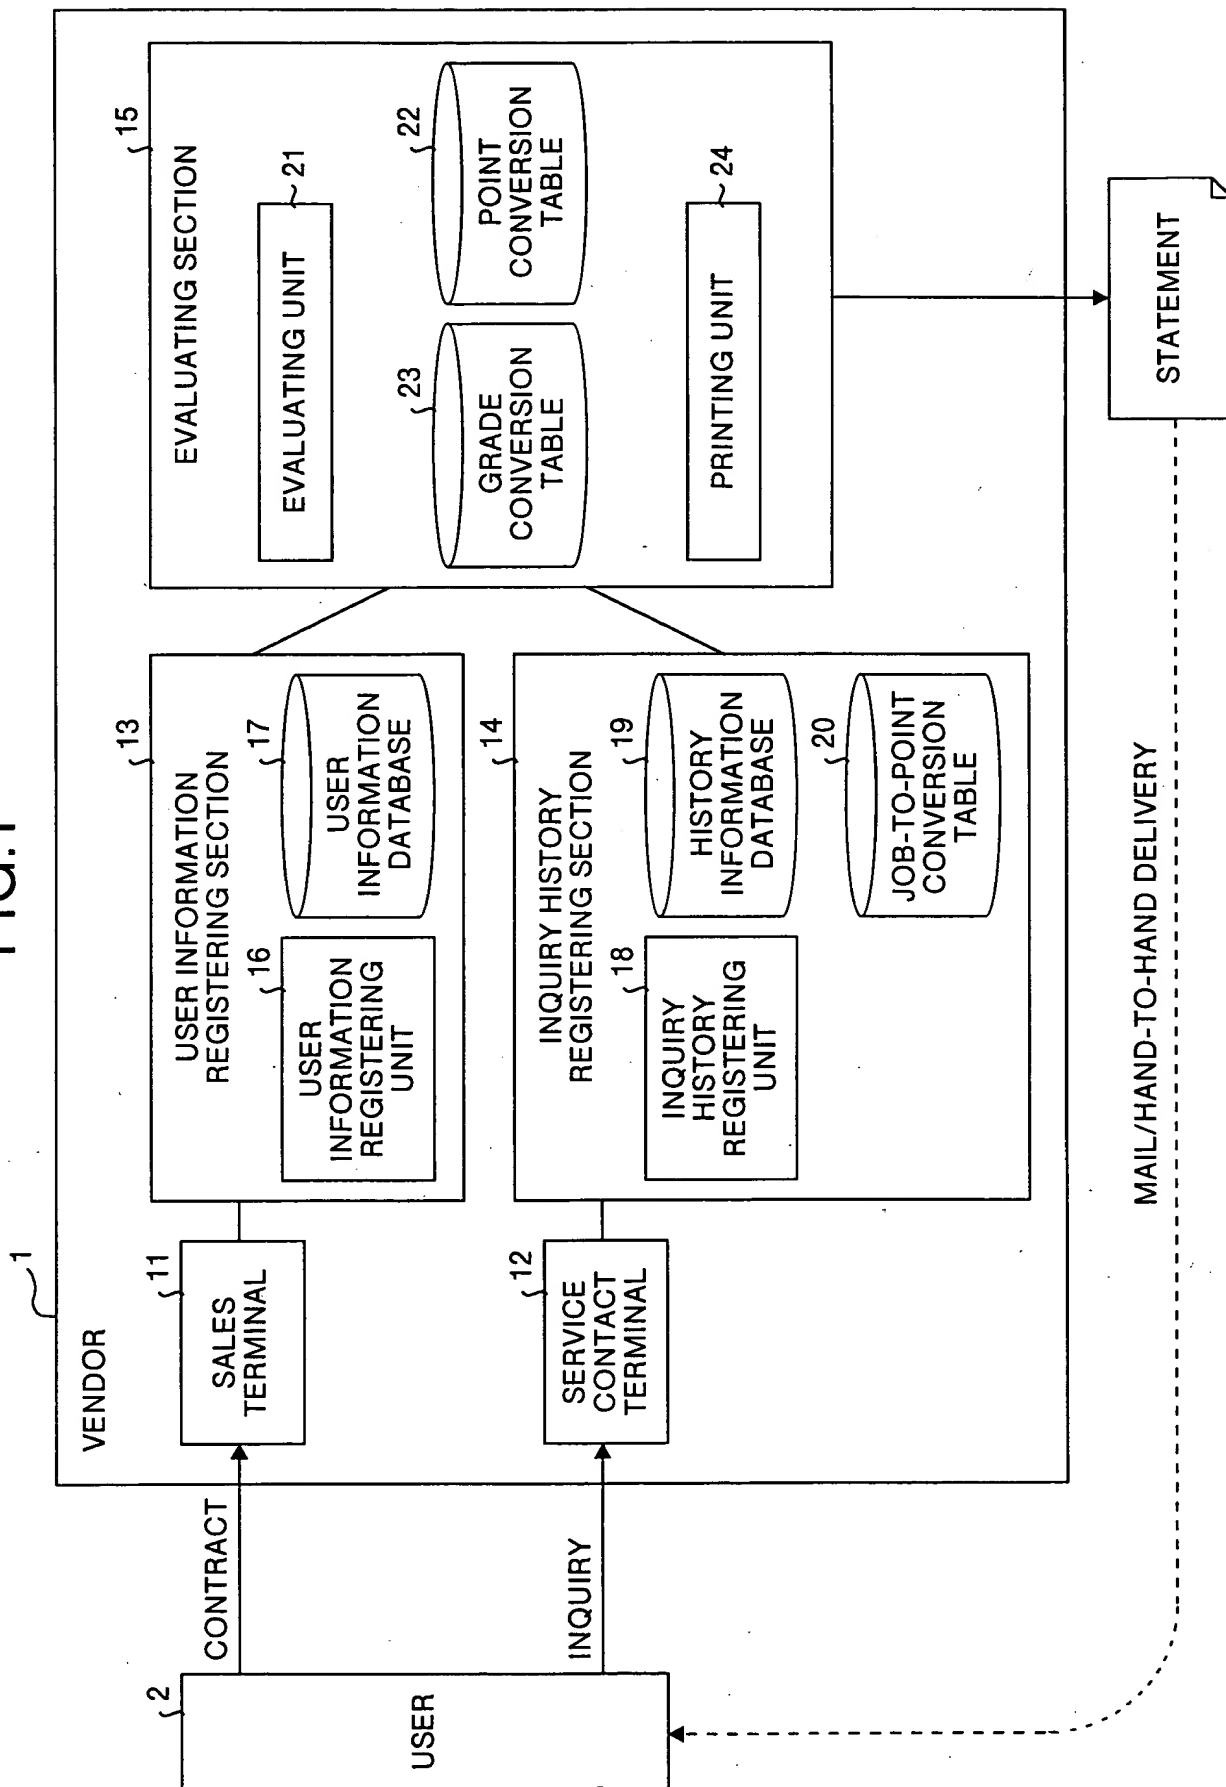 FIG.1
1
VENDOR
2
USER
CONTRACT
INQUIRY
11
SALES
TERMINAL
12
SERVICE
CONTACT
TERMINAL
13
USER INFORMATION
REGISTERING SECTION
16
USER
INFORMATION
REGISTERING
UNIT
17
USER
INFORMATION
DATABASE
14
INQUIRY HISTORY
REGISTERING SECTION
18
INQUIRY
HISTORY
REGISTERING
UNIT
19
HISTORY
INFORMATION
DATABASE
20
JOB-TO-POINT
CONVERSION
TABLE
15
EVALUATING SECTION
21
EVALUATING UNIT
23
GRADE
CONVERSION
TABLE
22
POINT
CONVERSION
TABLE
24
PRINTING UNIT
STATEMENT
MAIL/HAND-TO-HAND DELIVERY